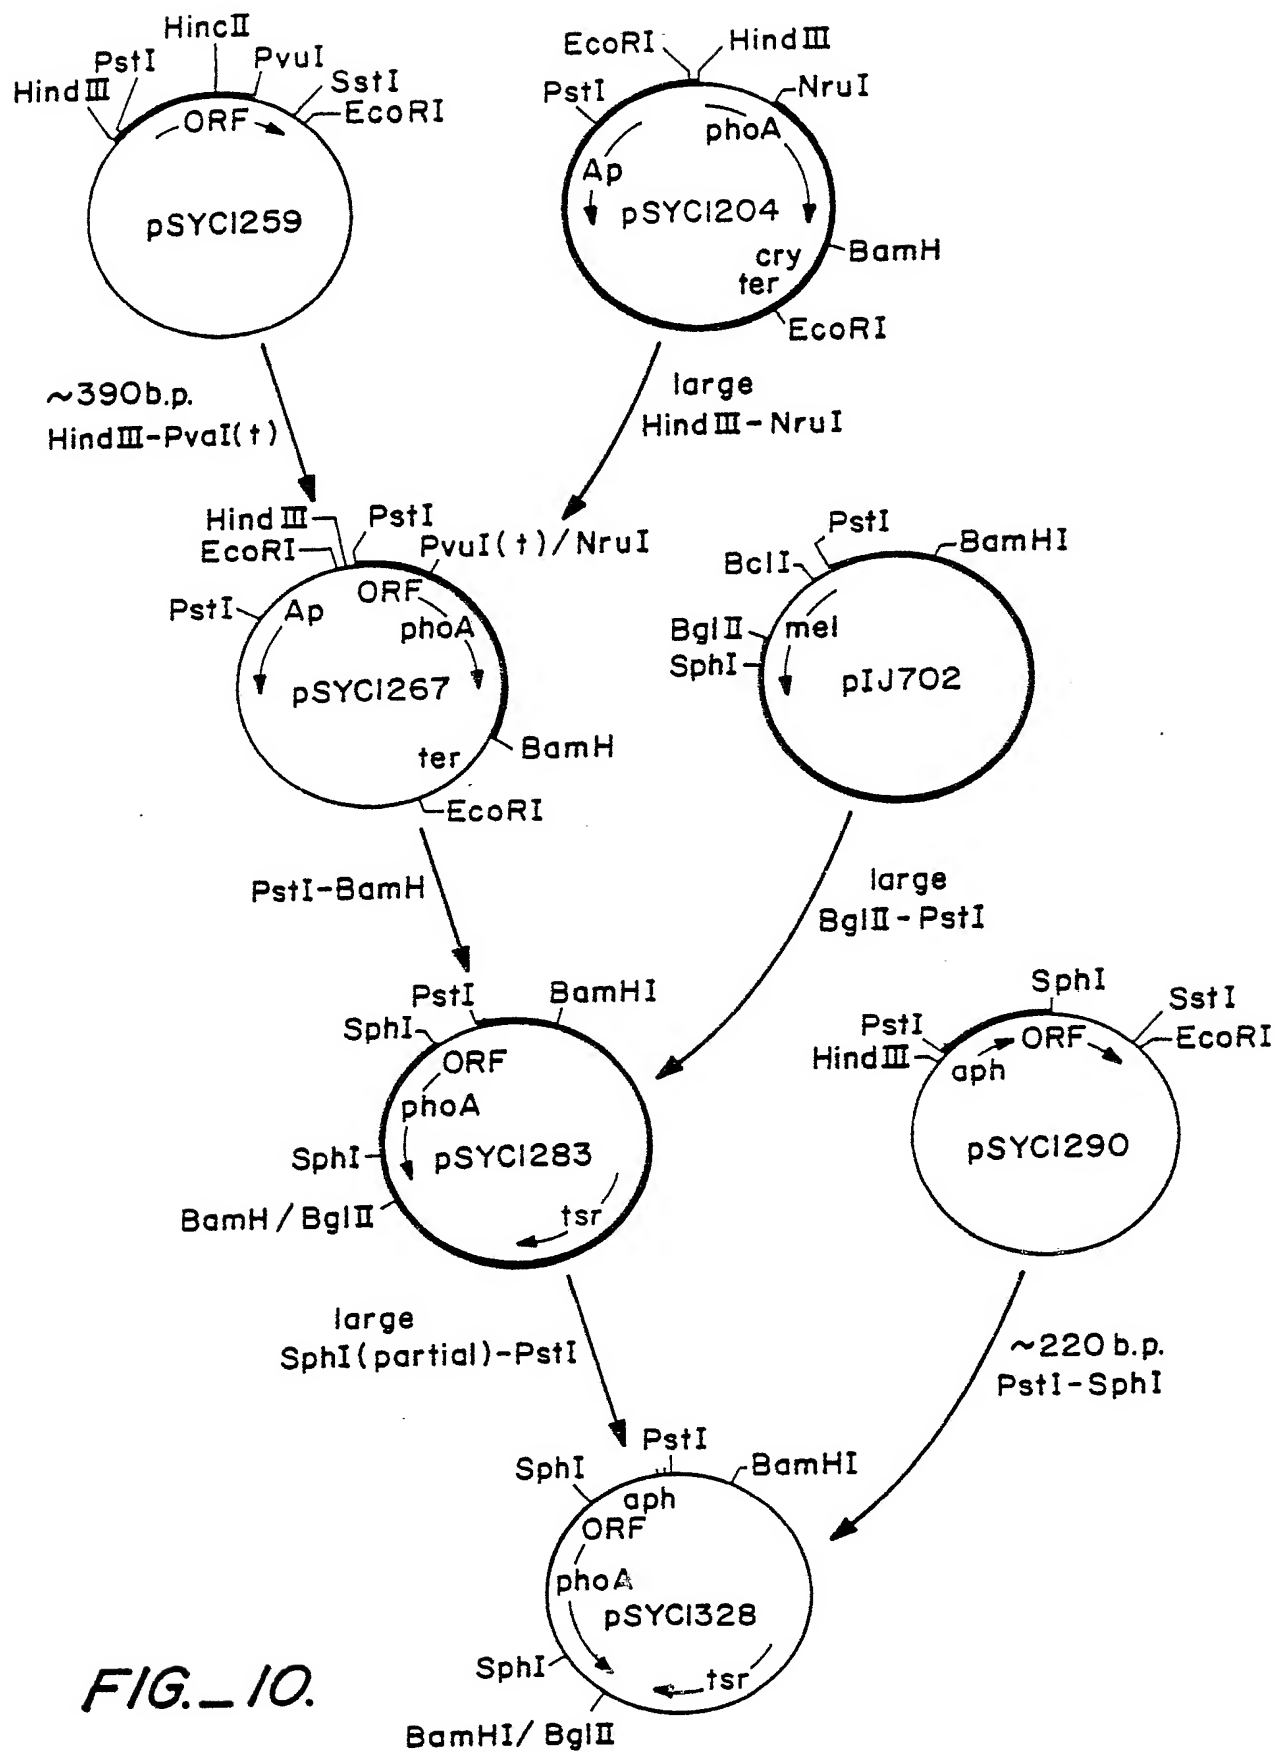 HincII
PstI
PvuI
HindIII
SstI
EcoRI
ORF
pSYC1259
EcoRI
HindIII
PstI
NruI
phoA
Ap
pSYC1204
cry
ter
BamH
EcoRI
~390b.p.
HindIII-PvaI(t)
large
HindIII-NruI
HindIII
PstI
EcoRI
PvuI(t)/NruI
PstI
Ap
ORF
phoA
pSYC1267
ter
BamH
EcoRI
PstI
BamHI
BclI
BglII
mel
SphI
pIJ702
PstI-BamH
large
BglII-PstI
PstI
BamHI
SphI
ORF
phoA
SphI
pSYC1283
BamH/BglII
tsr
SphI
SstI
PstI
EcoRI
HindIII
ORF
aph
pSYC1290
large
SphI(partial)-PstI
~220b.p.
PstI-SphI
PstI
SphI
BamHI
aph
ORF
phoA
pSYC1328
SphI
tsr
BamHI/BglII
FIG._10.